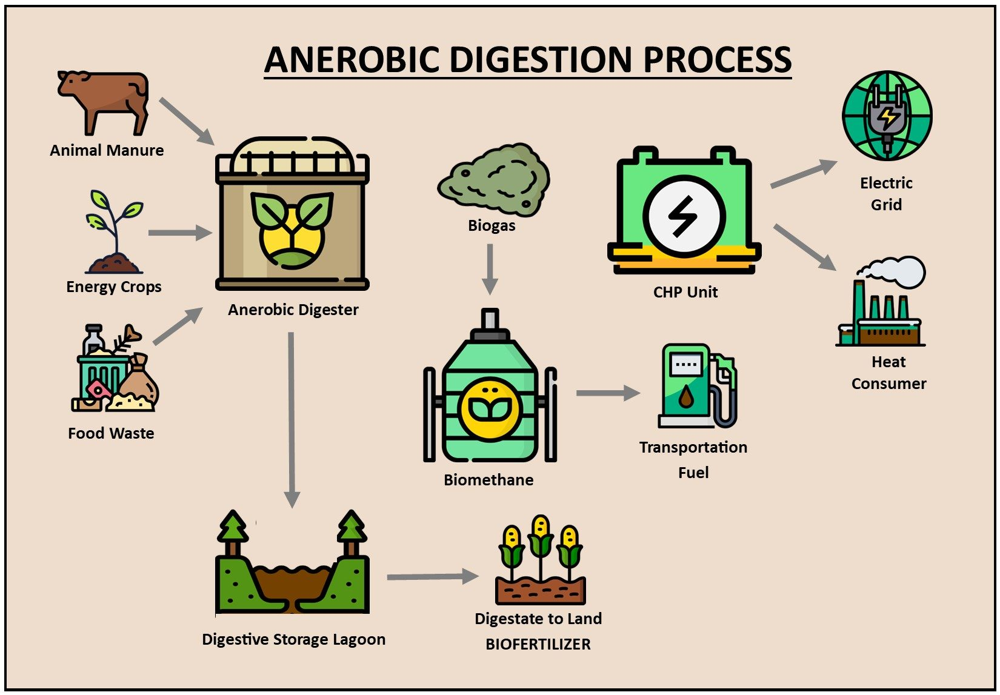 ANEROBIC DIGESTION PROCESS
Animal Manure
Energy Crops
Food Waste
Anerobic Digester
Biogas
CHP Unit
Electric
Grid
Heat
Consumer
Biomethane
Transportation
Fuel
Digestive Storage Lagoon
Digestate to Land
BIOFERTILIZER